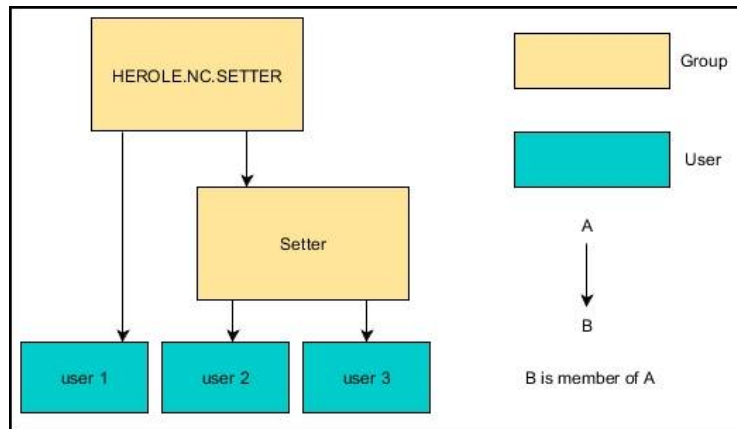 HEROLE.NC.SETTER
Group
User
A
Setter
B
user 1
user 2
user 3
B is member of A